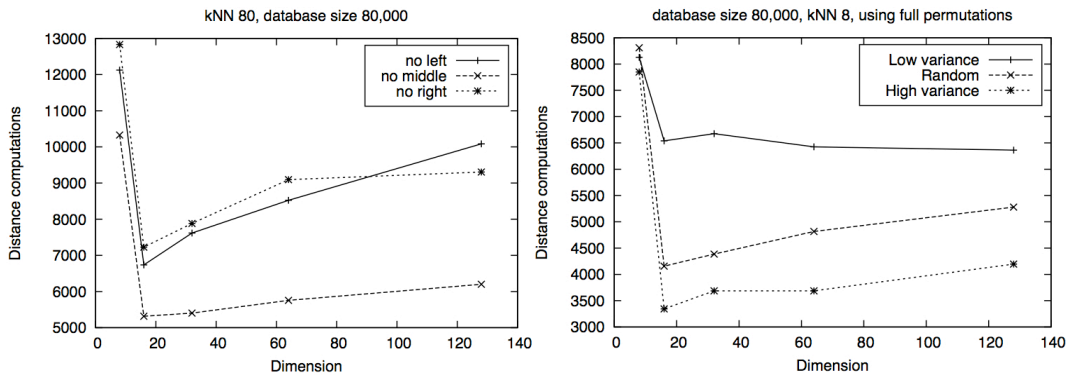 kNN 80, database size 80,000
13000
12000
11000
10000
9000
8000
7000
6000
5000
0 20 40 60 80 100 120 140
Dimension
Distance computations
no left
no middle
no right
database size 80,000, kNN 8, using full permutations
8500
8000
7500
7000
6500
6000
5500
5000
4500
4000
3500
3000
0 20 40 60 80 100 120 140
Dimension
Distance computations
Low variance
Random
High variance